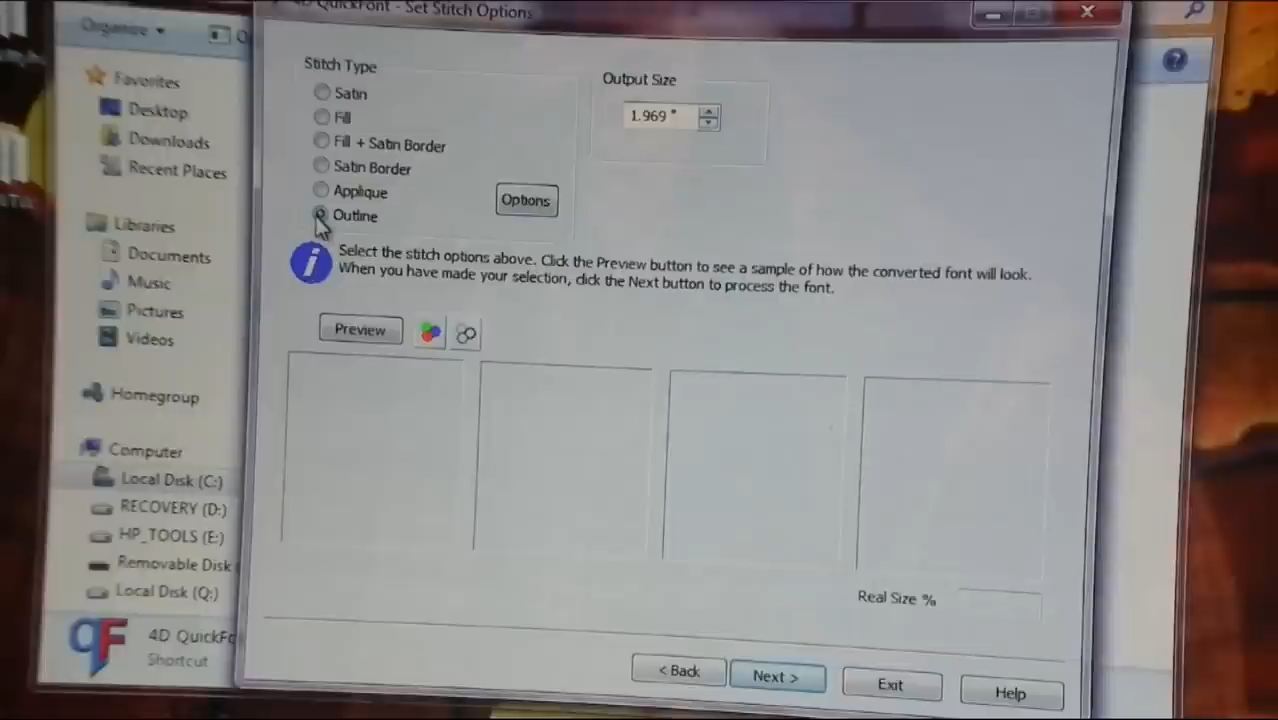 4D QuickFont - Set Stitch Options
Organize
Favorites
Desktop
Downloads
Recent Places
Libraries
Documents
Music
Pictures
Videos
Homegroup
Computer
Local Disk (C:)
RECOVERY (D:)
HP_TOOLS (E:)
Removable Disk
Local Disk (Q:)
qF
4D QuickFo
Shortcut
Stitch Type
Satin
Fill
Fill + Satin Border
Satin Border
Applique
Outline
Options
Output Size
1.969 "
i
Select the stitch options above. Click the Preview button to see a sample of how the converted font will look.
When you have made your selection, click the Next button to process the font.
Preview
Real Size %
< Back
Next >
Exit
Help
?